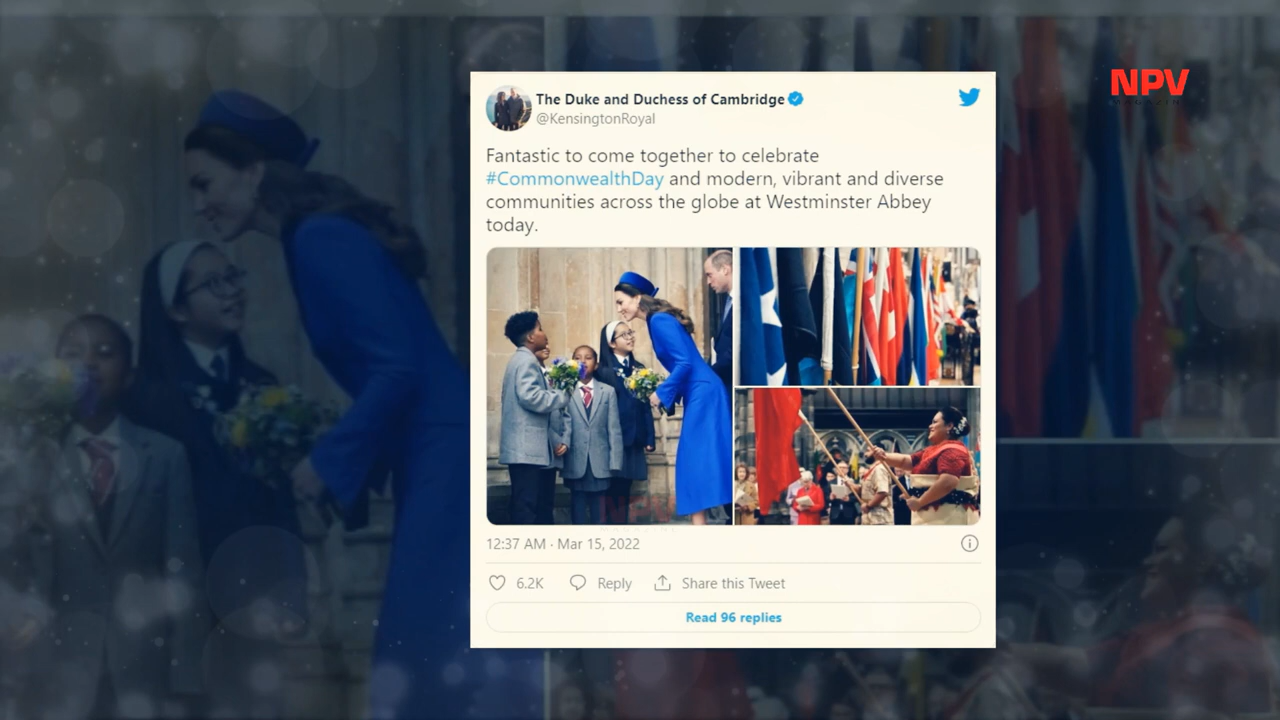 NPV
MAGAZINE
The Duke and Duchess of Cambridge
@KensingtonRoyal
Fantastic to come together to celebrate
#CommonwealthDay and modern, vibrant and diverse
communities across the globe at Westminster Abbey
today.
NPV
12:37 AM · Mar 15, 2022
6.2K Reply Share this Tweet
Read 96 replies